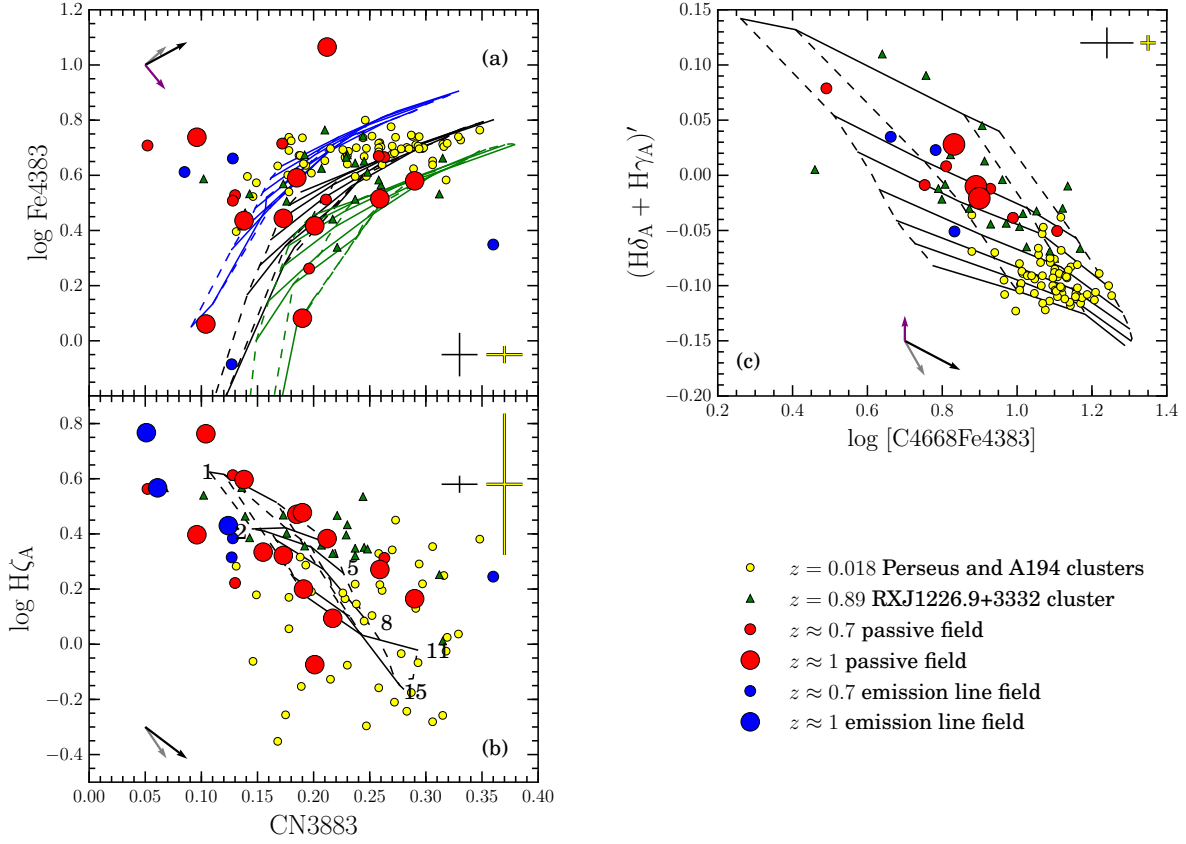 1.2
1.0
0.8
0.6
0.4
0.2
0.0
log Fe4383
(a)
0.8
0.6
0.4
0.2
0.0
−0.2
−0.4
log HζA
1
2
5
8
11
15
(b)
0.00 0.05 0.10 0.15 0.20 0.25 0.30 0.35 0.40
CN3883
0.15
0.10
0.05
0.00
−0.05
−0.10
−0.15
−0.20
(HδA + HγA)′
(c)
0.2 0.4 0.6 0.8 1.0 1.2 1.4
log [C4668Fe4383]
z = 0.018 Perseus and A194 clusters
z = 0.89 RXJ1226.9+3332 cluster
z ≈ 0.7 passive field
z ≈ 1 passive field
z ≈ 0.7 emission line field
z ≈ 1 emission line field